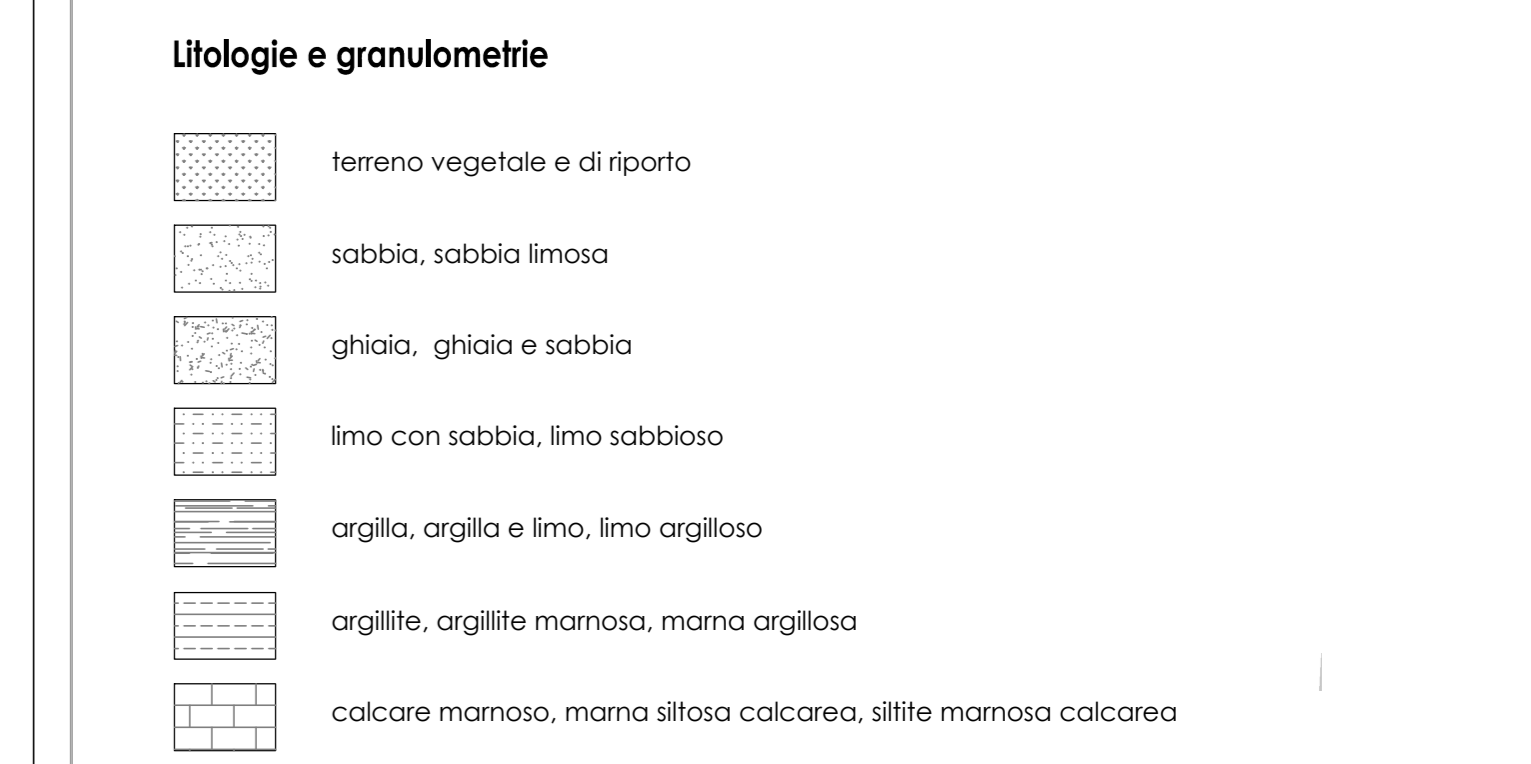 Litologie e granulometrie
terreno vegetale e di riporto
sabbia, sabbia limosa
ghiaia,  ghiaia e sabbia
limo con sabbia, limo sabbioso
argilla, argilla e limo, limo argilloso
argillite, argillite marnosa, marna argillosa
calcare marnoso, marna siltosa calcarea, siltite marnosa calcarea